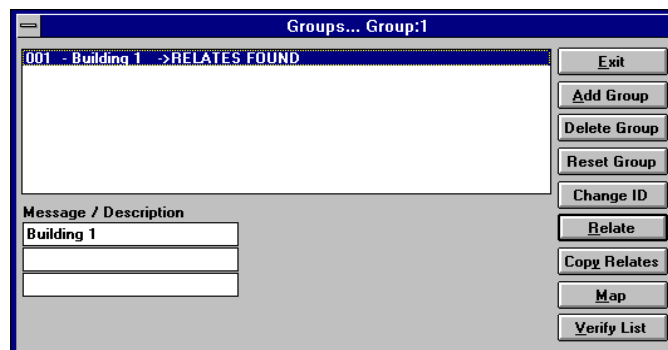 Groups... Group:1
001 - Building 1 ->RELATES FOUND
Exit
Add Group
Delete Group
Reset Group
Change ID
Message / Description
Building 1
Relate
Copy Relates
Map
Verify List